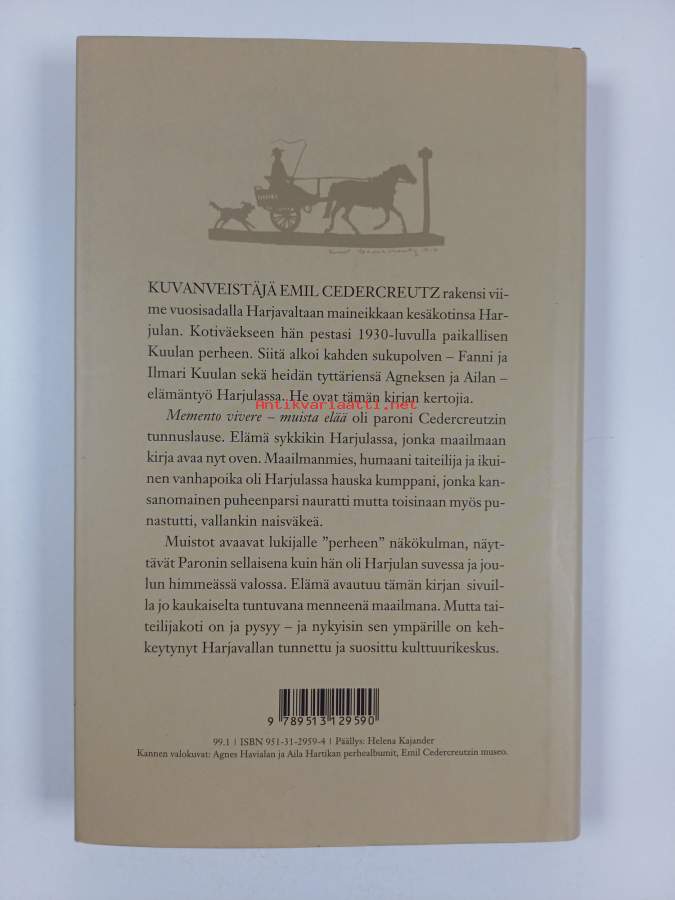 KUVANVEISTÄJÄ EMIL CEDERCREUTZ rakensi vii-
me vuosisadalla Harjavaltaan maineikkaan kesäkotinsa Har-
julan. Kotiväekseen hän pestasi 1930-luvulla paikallisen
Kuulan perheen. Siitä alkoi kahden sukupolven – Fanni ja
Ilmari Kuulan sekä heidän tyttäriensä Agneksen ja Ailan –
elämäntyö Harjulassa. He ovat tämän kirjan kertojia.
Antikvariaatti.net
Memento vivere – muista elää oli paroni Cedercreutzin
tunnuslause. Elämä sykkikin Harjulassa, jonka maailmaan
kirja avaa nyt oven. Maailmanmies, humaani taiteilija ja ikui-
nen vanhapoika oli Harjulassa hauska kumppani, jonka kan-
sanomainen puheenparsi nauratti mutta toisinaan myös pu-
nastutti, vallankin naisväkeä.
Muistot avaavat lukijalle ”perheen” näkökulman, näyt-
tävät Paronin sellaisena kuin hän oli Harjulan suvessa ja jou-
lun himmeässä valossa. Elämä avautuu tämän kirjan sivuil-
la jo kaukaiselta tuntuvana menneenä maailmana. Mutta tai-
teilijakoti on ja pysyy – ja nykyisin sen ympärille on keh-
keytynyt Harjavallan tunnettu ja suosittu kulttuurikeskus.
9 789513 129590
99.1 | ISBN 951-31-2959-4 | Päällys: Helena Kajander
Kannen valokuvat: Agnes Havialan ja Aila Hartikan perhealbumit, Emil Cedercreutzin museo.